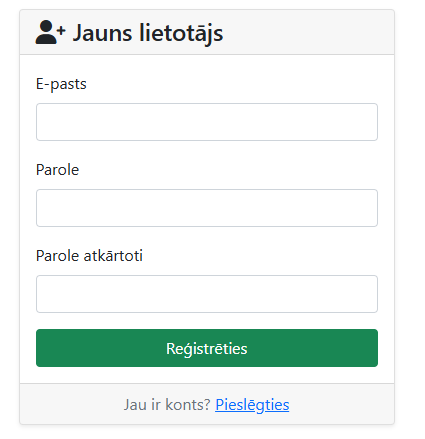 Jauns lietotājs
E-pasts
Parole
Parole atkārtoti
Reģistrēties
Jau ir konts? Pieslēgties